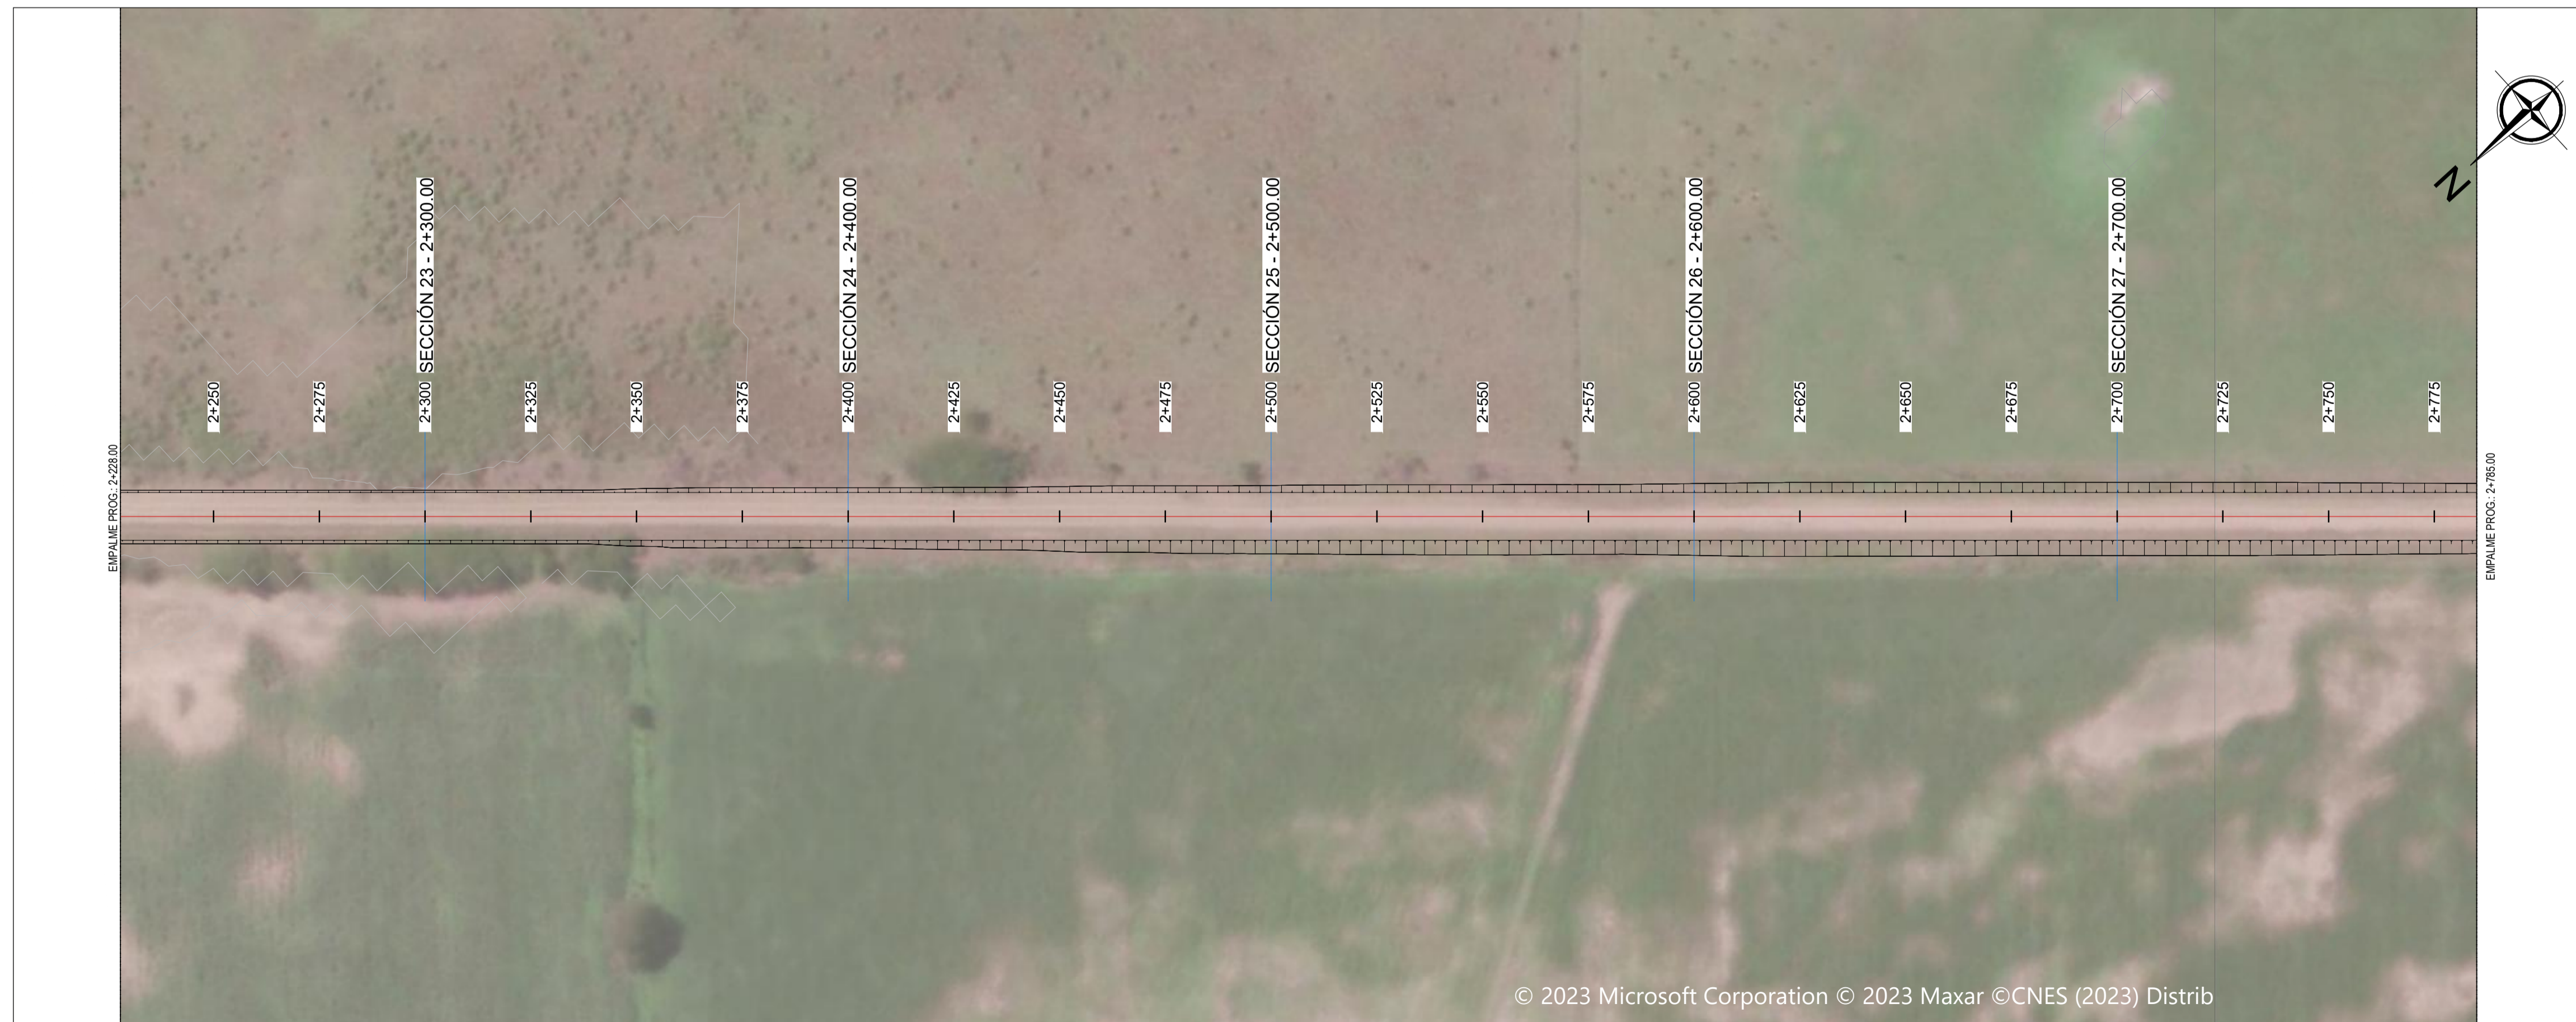 SECCIÓN 23 - 2+300.00
SECCIÓN 24 - 2+400.00
SECCIÓN 25 - 2+500.00
SECCIÓN 26 - 2+600.00
SECCIÓN 27 - 2+700.00
N
2+250
2+275
2+300
2+325
2+350
2+375
2+400
2+425
2+450
2+475
2+500
2+525
2+550
2+575
2+600
2+625
2+650
2+675
2+700
2+725
2+750
2+775
EMPALME PROG.: 2+228.00
EMPALME PROG.: 2+785.00
© 2023 Microsoft Corporation © 2023 Maxar ©CNES (2023) Distrib